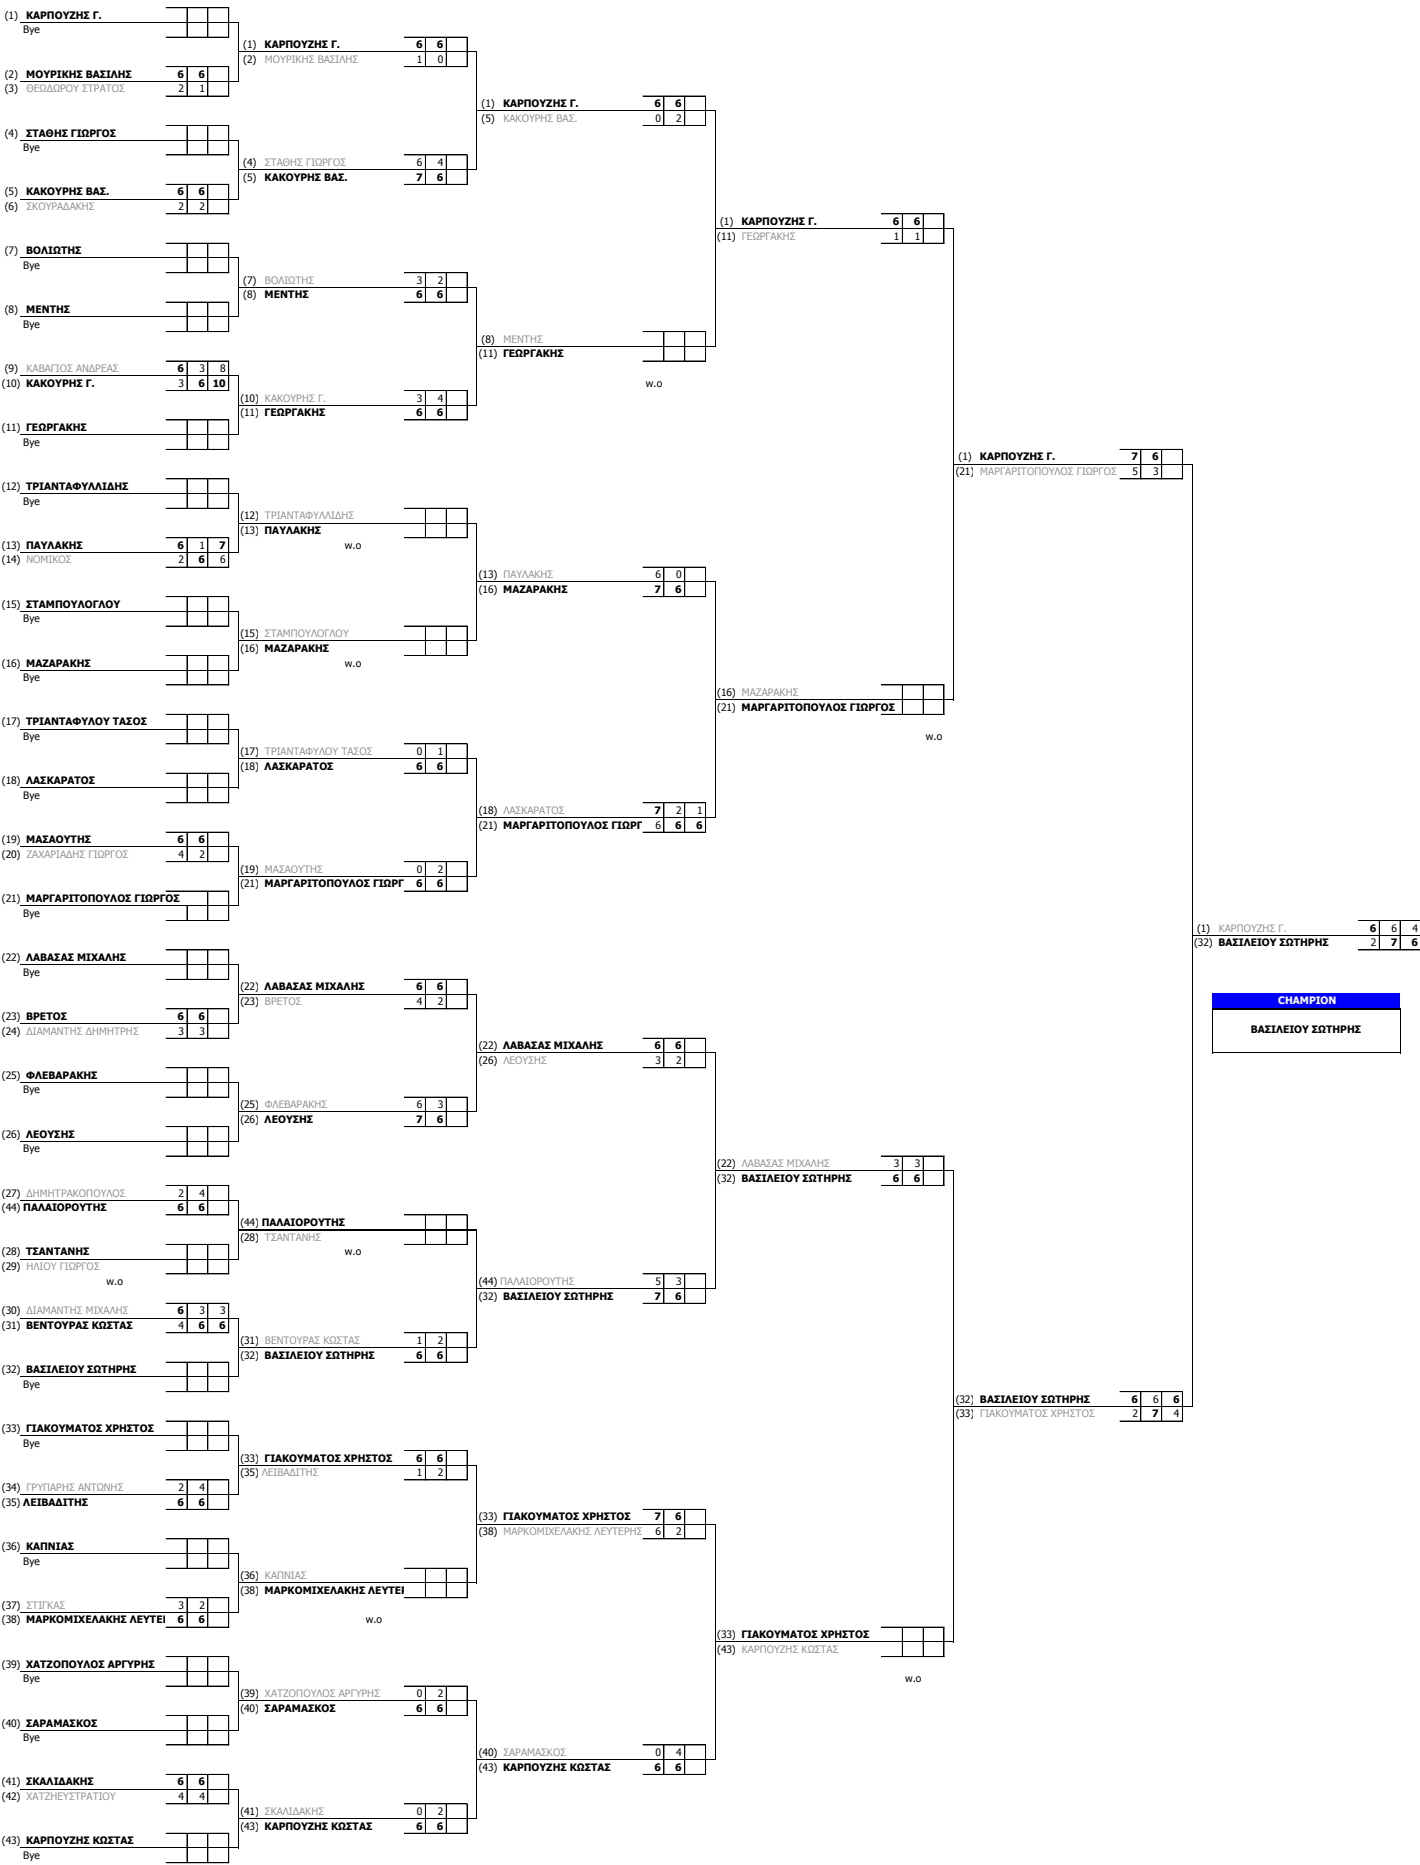 (1) ΚΑΡΠΟΥΖΗΣ Γ.
Bye
(2) ΜΟΥΡΙΚΗΣ ΒΑΣΙΛΗΣ 6 6
(3) ΘΕΩΔΩΡΟΥ ΣΤΡΑΤΟΣ 2 1
(4) ΣΤΑΘΗΣ ΓΙΩΡΓΟΣ
Bye
(5) ΚΑΚΟΥΡΗΣ ΒΑΣ. 6 6
(6) ΣΚΟΥΡΑΔΑΚΗΣ 2 2
(7) ΒΟΛΙΩΤΗΣ
Bye
(8) ΜΕΝΤΗΣ
Bye
(9) ΚΑΒΑΓΙΟΣ ΑΝΔΡΕΑΣ 6 3 8
(10) ΚΑΚΟΥΡΗΣ Γ. 3 6 10
(11) ΓΕΩΡΓΑΚΗΣ
Bye
(12) ΤΡΙΑΝΤΑΦΥΛΛΙΔΗΣ
Bye
(13) ΠΑΥΛΑΚΗΣ 6 1 7
(14) ΝΟΜΙΚΟΣ 2 6 6
(15) ΣΤΑΜΠΟΥΛΟΓΛΟΥ
Bye
(16) ΜΑΖΑΡΑΚΗΣ
Bye
(17) ΤΡΙΑΝΤΑΦΥΛΟΥ ΤΑΣΟΣ
Bye
(18) ΛΑΣΚΑΡΑΤΟΣ
Bye
(19) ΜΑΣΑΟΥΤΗΣ 6 6
(20) ΖΑΧΑΡΙΑΔΗΣ ΓΙΩΡΓΟΣ 4 2
(21) ΜΑΡΓΑΡΙΤΟΠΟΥΛΟΣ ΓΙΩΡΓΟΣ
Bye
(22) ΛΑΒΑΣΑΣ ΜΙΧΑΛΗΣ
Bye
(23) ΒΡΕΤΟΣ 6 6
(24) ΔΙΑΜΑΝΤΗΣ ΔΗΜΗΤΡΗΣ 3 3
(25) ΦΛΕΒΑΡΑΚΗΣ
Bye
(26) ΛΕΟΥΣΗΣ
Bye
(27) ΔΗΜΗΤΡΑΚΟΠΟΥΛΟΣ 2 4
(44) ΠΑΛΑΙΟΡΟΥΤΗΣ 6 6
(28) ΤΣΑΝΤΑΝΗΣ
(29) ΗΛΙΟΥ ΓΙΩΡΓΟΣ
w.o
(30) ΔΙΑΜΑΝΤΗΣ ΜΙΧΑΛΗΣ 6 3 3
(31) ΒΕΝΤΟΥΡΑΣ ΚΩΣΤΑΣ 4 6 6
(32) ΒΑΣΙΛΕΙΟΥ ΣΩΤΗΡΗΣ
Bye
(33) ΓΙΑΚΟΥΜΑΤΟΣ ΧΡΗΣΤΟΣ
Bye
(34) ΓΡΥΠΑΡΗΣ ΑΝΤΩΝΗΣ 2 4
(35) ΛΕΙΒΑΔΙΤΗΣ 6 6
(36) ΚΑΠΝΙΑΣ
Bye
(37) ΣΤΙΓΚΑΣ 3 2
(38) ΜΑΡΚΟΜΙΧΕΛΑΚΗΣ ΛΕΥΤΕΙ 6 6
(39) ΧΑΤΖΟΠΟΥΛΟΣ ΑΡΓΥΡΗΣ
Bye
(40) ΣΑΡΑΜΑΣΚΟΣ
Bye
(41) ΣΚΑΛΙΔΑΚΗΣ 6 6
(42) ΧΑΤΖΗΕΥΣΤΡΑΤΙΟΥ 4 4
(43) ΚΑΡΠΟΥΖΗΣ ΚΩΣΤΑΣ
Bye
(1) ΚΑΡΠΟΥΖΗΣ Γ. 6 6
(2) ΜΟΥΡΙΚΗΣ ΒΑΣΙΛΗΣ 1 0
(4) ΣΤΑΘΗΣ ΓΙΩΡΓΟΣ 6 4
(5) ΚΑΚΟΥΡΗΣ ΒΑΣ. 7 6
(7) ΒΟΛΙΩΤΗΣ 3 2
(8) ΜΕΝΤΗΣ 6 6
(10) ΚΑΚΟΥΡΗΣ Γ. 3 4
(11) ΓΕΩΡΓΑΚΗΣ 6 6
(12) ΤΡΙΑΝΤΑΦΥΛΛΙΔΗΣ
(13) ΠΑΥΛΑΚΗΣ
w.o
(15) ΣΤΑΜΠΟΥΛΟΓΛΟΥ
(16) ΜΑΖΑΡΑΚΗΣ
w.o
(17) ΤΡΙΑΝΤΑΦΥΛΟΥ ΤΑΣΟΣ 0 1
(18) ΛΑΣΚΑΡΑΤΟΣ 6 6
(19) ΜΑΣΑΟΥΤΗΣ 0 2
(21) ΜΑΡΓΑΡΙΤΟΠΟΥΛΟΣ ΓΙΩΡΓ 6 6
(22) ΛΑΒΑΣΑΣ ΜΙΧΑΛΗΣ 6 6
(23) ΒΡΕΤΟΣ 4 2
(25) ΦΛΕΒΑΡΑΚΗΣ 6 3
(26) ΛΕΟΥΣΗΣ 7 6
(44) ΠΑΛΑΙΟΡΟΥΤΗΣ
(28) ΤΣΑΝΤΑΝΗΣ
w.o
(31) ΒΕΝΤΟΥΡΑΣ ΚΩΣΤΑΣ 1 2
(32) ΒΑΣΙΛΕΙΟΥ ΣΩΤΗΡΗΣ 6 6
(33) ΓΙΑΚΟΥΜΑΤΟΣ ΧΡΗΣΤΟΣ 6 6
(35) ΛΕΙΒΑΔΙΤΗΣ 1 2
(36) ΚΑΠΝΙΑΣ
(38) ΜΑΡΚΟΜΙΧΕΛΑΚΗΣ ΛΕΥΤΕΙ
w.o
(39) ΧΑΤΖΟΠΟΥΛΟΣ ΑΡΓΥΡΗΣ 0 2
(40) ΣΑΡΑΜΑΣΚΟΣ 6 6
(41) ΣΚΑΛΙΔΑΚΗΣ 0 2
(43) ΚΑΡΠΟΥΖΗΣ ΚΩΣΤΑΣ 6 6
(1) ΚΑΡΠΟΥΖΗΣ Γ. 6 6
(5) ΚΑΚΟΥΡΗΣ ΒΑΣ. 0 2
(8) ΜΕΝΤΗΣ
(11) ΓΕΩΡΓΑΚΗΣ
w.o
(13) ΠΑΥΛΑΚΗΣ 6 0
(16) ΜΑΖΑΡΑΚΗΣ 7 6
(18) ΛΑΣΚΑΡΑΤΟΣ 7 2 1
(21) ΜΑΡΓΑΡΙΤΟΠΟΥΛΟΣ ΓΙΩΡΓ 6 6 6
(22) ΛΑΒΑΣΑΣ ΜΙΧΑΛΗΣ 6 6
(26) ΛΕΟΥΣΗΣ 3 2
(44) ΠΑΛΑΙΟΡΟΥΤΗΣ 5 3
(32) ΒΑΣΙΛΕΙΟΥ ΣΩΤΗΡΗΣ 7 6
(33) ΓΙΑΚΟΥΜΑΤΟΣ ΧΡΗΣΤΟΣ 7 6
(38) ΜΑΡΚΟΜΙΧΕΛΑΚΗΣ ΛΕΥΤΕΡΗΣ 6 2
(40) ΣΑΡΑΜΑΣΚΟΣ 0 4
(43) ΚΑΡΠΟΥΖΗΣ ΚΩΣΤΑΣ 6 6
(1) ΚΑΡΠΟΥΖΗΣ Γ. 6 6
(11) ΓΕΩΡΓΑΚΗΣ 1 1
(16) ΜΑΖΑΡΑΚΗΣ
(21) ΜΑΡΓΑΡΙΤΟΠΟΥΛΟΣ ΓΙΩΡΓΟΣ
w.o
(22) ΛΑΒΑΣΑΣ ΜΙΧΑΛΗΣ 3 3
(32) ΒΑΣΙΛΕΙΟΥ ΣΩΤΗΡΗΣ 6 6
(33) ΓΙΑΚΟΥΜΑΤΟΣ ΧΡΗΣΤΟΣ
(43) ΚΑΡΠΟΥΖΗΣ ΚΩΣΤΑΣ
w.o
(1) ΚΑΡΠΟΥΖΗΣ Γ. 7 6
(21) ΜΑΡΓΑΡΙΤΟΠΟΥΛΟΣ ΓΙΩΡΓΟΣ 5 3
(32) ΒΑΣΙΛΕΙΟΥ ΣΩΤΗΡΗΣ 6 6 6
(33) ΓΙΑΚΟΥΜΑΤΟΣ ΧΡΗΣΤΟΣ 2 7 4
(1) ΚΑΡΠΟΥΖΗΣ Γ. 6 6 4
(32) ΒΑΣΙΛΕΙΟΥ ΣΩΤΗΡΗΣ 2 7 6
CHAMPION
ΒΑΣΙΛΕΙΟΥ ΣΩΤΗΡΗΣ